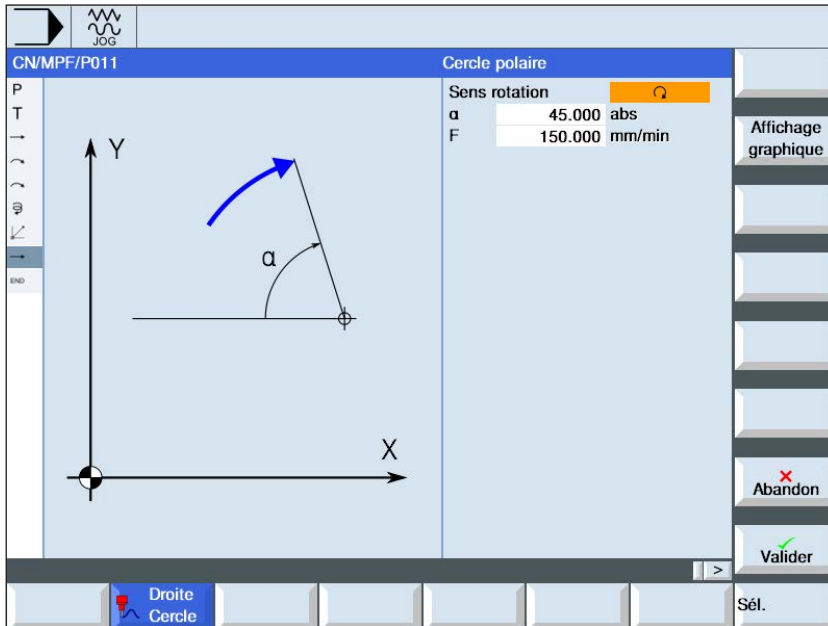 JOG
CN/MPF/P011
Cercle polaire
P
T
END
Y
α
X
Sens rotation
α 45.000 abs
F 150.000 mm/min
Affichage
graphique
Abandon
Valider
>
Droite
Cercle
Sél.